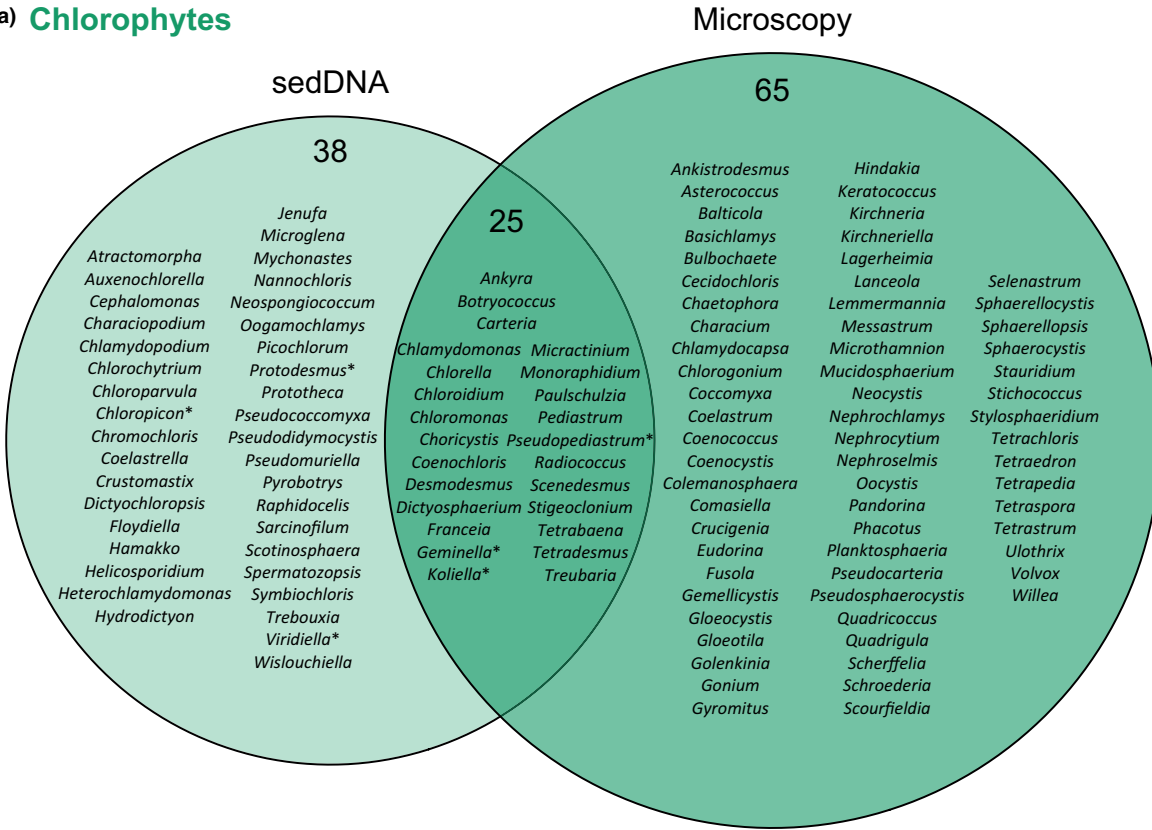 a) Chlorophytes
Microscopy
sedDNA
65
38
25
Atractomorpha
Auxenochlorella
Cephalomonas
Characiopodium
Chlamydopodium
Chlorochytrium
Chloroparvula
Chloropicon*
Chromochloris
Coelastrella
Crustomastix
Dictyochloropsis
Floydiella
Hamakko
Helicosporidium
Heterochlamydomonas
Hydrodictyon
Jenufa
Microglena
Mychonastes
Nannochloris
Neospongiococcum
Oogamochlamys
Picochlorum
Protodesmus*
Prototheca
Pseudococcomyxa
Pseudodidymocystis
Pseudomuriella
Pyrobotrys
Raphidocelis
Sarcinofilum
Scotinosphaera
Spermatozopsis
Symbiochloris
Trebouxia
Viridiella*
Wislouchiella
Ankyra
Botryococcus
Carteria
Chlamydomonas
Chlorella
Chloroidium
Chloromonas
Choricystis
Coenochloris
Desmodesmus
Dictyosphaerium
Franceia
Geminella*
Koliella*
Micractinium
Monoraphidium
Paulschulzia
Pediastrum
Pseudopediastrum*
Radiococcus
Scenedesmus
Stigeoclonium
Tetrabaena
Tetradesmus
Treubaria
Ankistrodesmus
Asterococcus
Balticola
Basichlamys
Bulbochaete
Cecidochloris
Chaetophora
Characium
Chlamydocapsa
Chlorogonium
Coccomyxa
Coelastrum
Coenococcus
Coenocystis
Colemanosphaera
Comasiella
Crucigenia
Eudorina
Fusola
Gemellicystis
Gloeocystis
Gloeotila
Golenkinia
Gonium
Gyromitus
Hindakia
Keratococcus
Kirchneria
Kirchneriella
Lagerheimia
Lanceola
Lemmermannia
Messastrum
Microthamnion
Mucidosphaerium
Neocystis
Nephrochlamys
Nephrocytium
Nephroselmis
Oocystis
Pandorina
Phacotus
Planktosphaeria
Pseudocarteria
Pseudosphaerocystis
Quadricoccus
Quadrigula
Scherffelia
Schroederia
Scourfieldia
Selenastrum
Sphaerellocystis
Sphaerellopsis
Sphaerocystis
Stauridium
Stichococcus
Stylosphaeridium
Tetrachloris
Tetraedron
Tetrapedia
Tetraspora
Tetrastrum
Ulothrix
Volvox
Willea